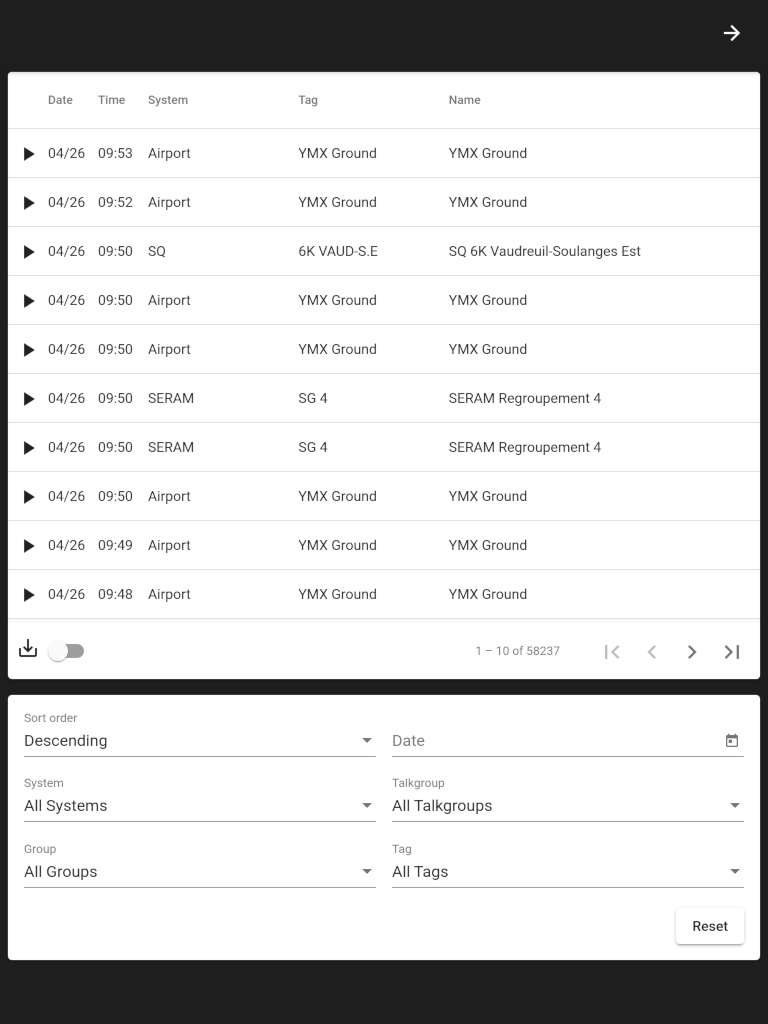 Date Time System Tag Name
04/26 09:53 Airport YMX Ground YMX Ground
04/26 09:52 Airport YMX Ground YMX Ground
04/26 09:50 SQ 6K VAUD-S.E SQ 6K Vaudreuil-Soulanges Est
04/26 09:50 Airport YMX Ground YMX Ground
04/26 09:50 Airport YMX Ground YMX Ground
04/26 09:50 SERAM SG 4 SERAM Regroupement 4
04/26 09:50 SERAM SG 4 SERAM Regroupement 4
04/26 09:50 Airport YMX Ground YMX Ground
04/26 09:49 Airport YMX Ground YMX Ground
04/26 09:48 Airport YMX Ground YMX Ground
1 – 10 of 58237
Sort order
Descending Date
System Talkgroup
All Systems All Talkgroups
Group Tag
All Groups All Tags
Reset